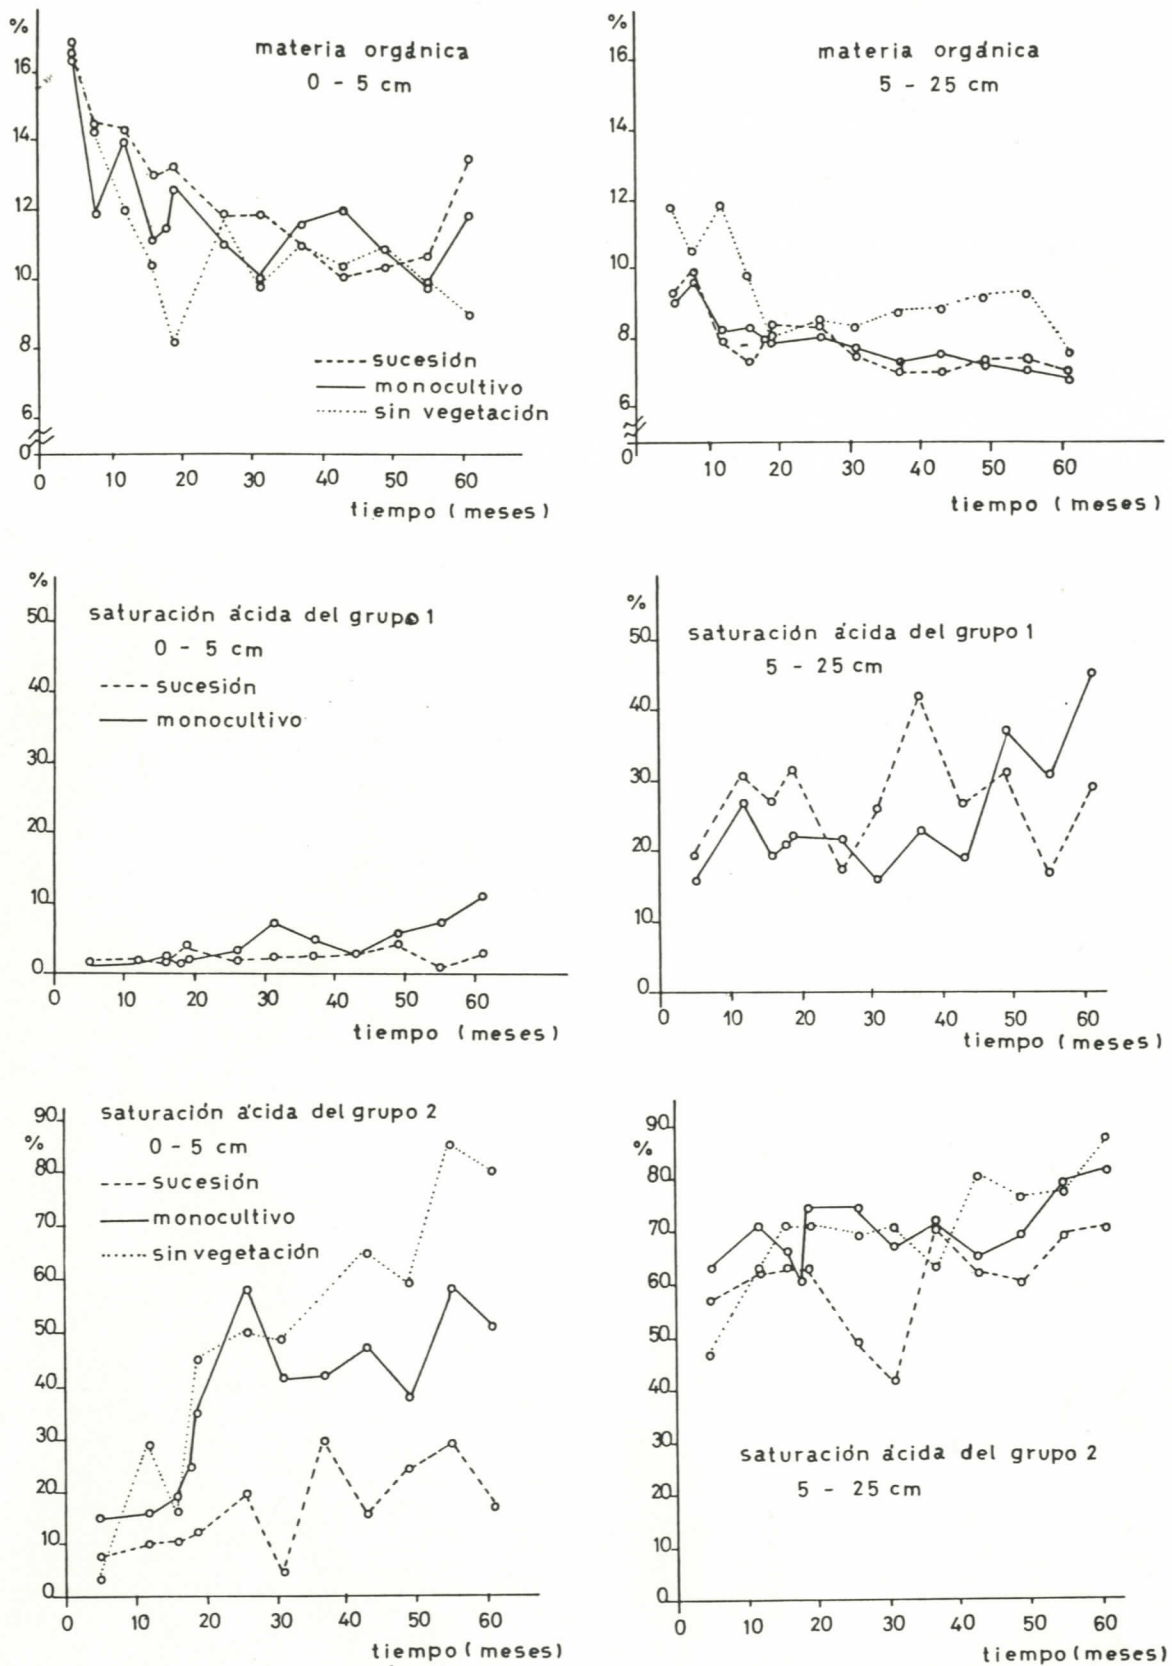 %
materia orgánica
0 - 5 cm
16
14
12
10
8
6
0
----- sucesión
—— monocultivo
....... sin vegetación
0 10 20 30 40 50 60
tiempo (meses)
%
materia orgánica
5 - 25 cm
16
14
12
10
8
6
0
10 20 30 40 50 60
tiempo (meses)
%
saturación ácida del grupo 1
0 - 5 cm
---- sucesión
—— monocultivo
50
40
30
20
10
0
0 10 20 30 40 50 60
tiempo (meses)
%
saturación ácida del grupo 1
5 - 25 cm
50
40
30
20
10
0
0 10 20 30 40 50 60
tiempo (meses)
saturación ácida del grupo 2
0 - 5 cm
---- sucesión
—— monocultivo
...... sin vegetación
90
%
80
70
60
50
40
30
20
10
0
0 10 20 30 40 50 60
tiempo (meses)
90
%
80
70
60
50
40
30
20
10
0
saturación ácida del grupo 2
5 - 25 cm
0 10 20 30 40 50 60
tiempo (meses)